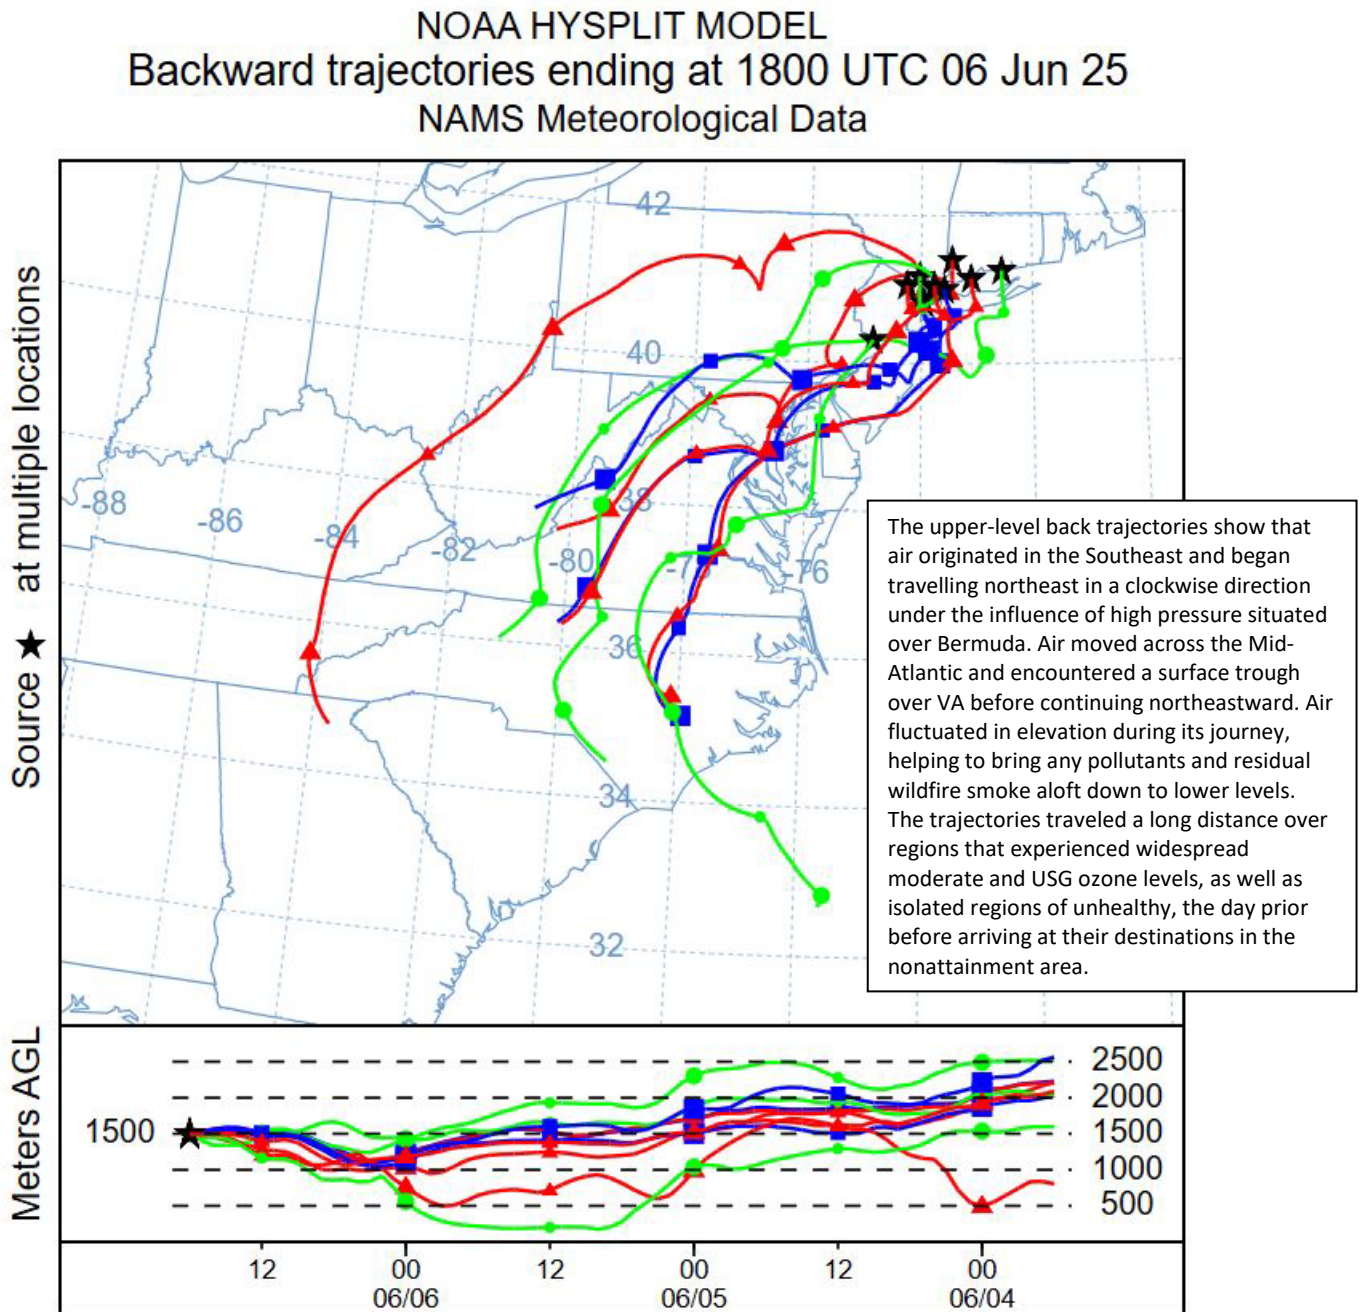 NOAA HYSPLIT MODEL
Backward trajectories ending at 1800 UTC 06 Jun 25
NAMS Meteorological Data
Source ★ at multiple locations
42
40
38
36
34
32
-88
-86
-84
-82
-80
-76
The upper-level back trajectories show that
air originated in the Southeast and began
travelling northeast in a clockwise direction
under the influence of high pressure situated
over Bermuda. Air moved across the Mid-
Atlantic and encountered a surface trough
over VA before continuing northeastward. Air
fluctuated in elevation during its journey,
helping to bring any pollutants and residual
wildfire smoke aloft down to lower levels.
The trajectories traveled a long distance over
regions that experienced widespread
moderate and USG ozone levels, as well as
isolated regions of unhealthy, the day prior
before arriving at their destinations in the
nonattainment area.
Meters AGL
1500
2500
2000
1500
1000
500
12 00 12 00 12 00
06/06 06/05 06/04